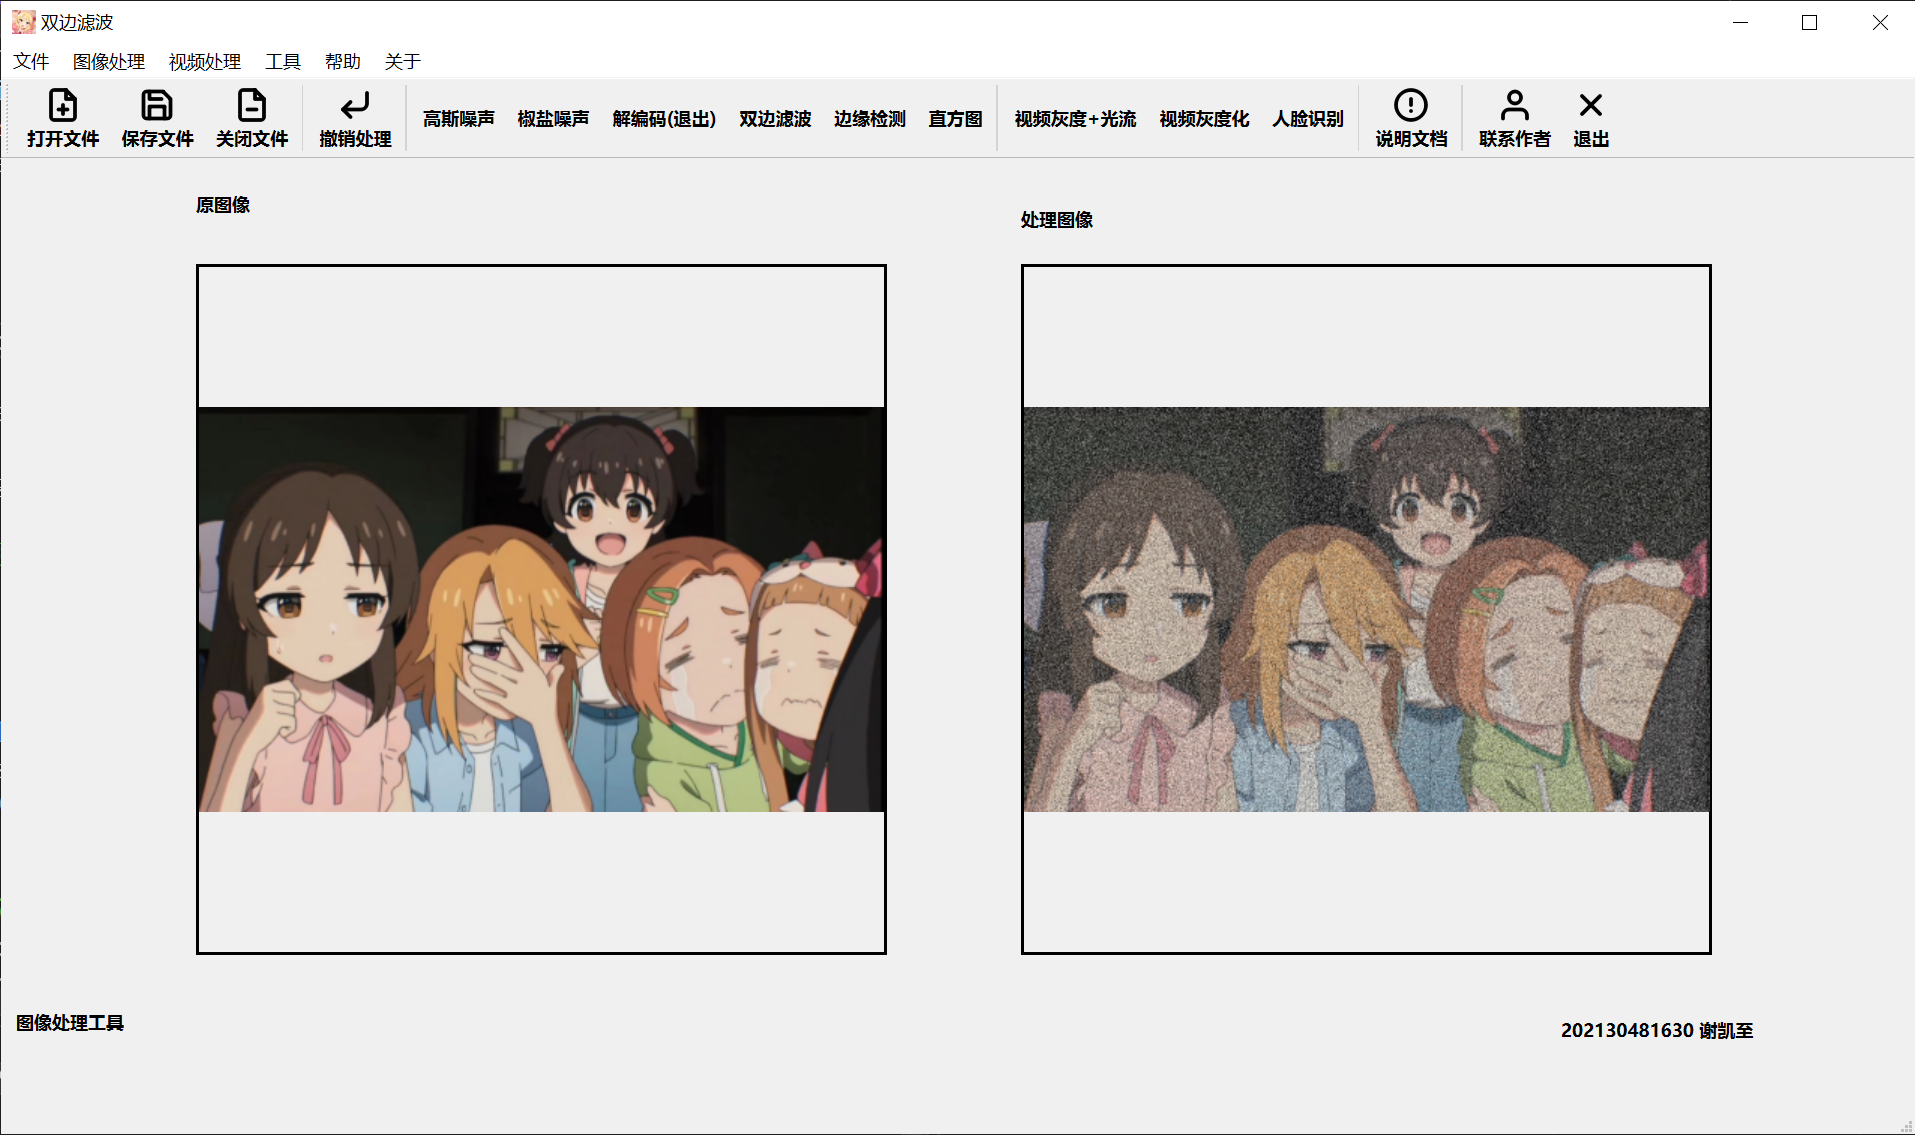 双边滤波
文件 图像处理 视频处理 工具 帮助 关于
打开文件 保存文件 关闭文件 撤销处理 高斯噪声 椒盐噪声 解编码(退出) 双边滤波 边缘检测 直方图 视频灰度+光流 视频灰度化 人脸识别 说明文档 联系作者 退出
原图像
处理图像
图像处理工具
202130481630 谢凯至